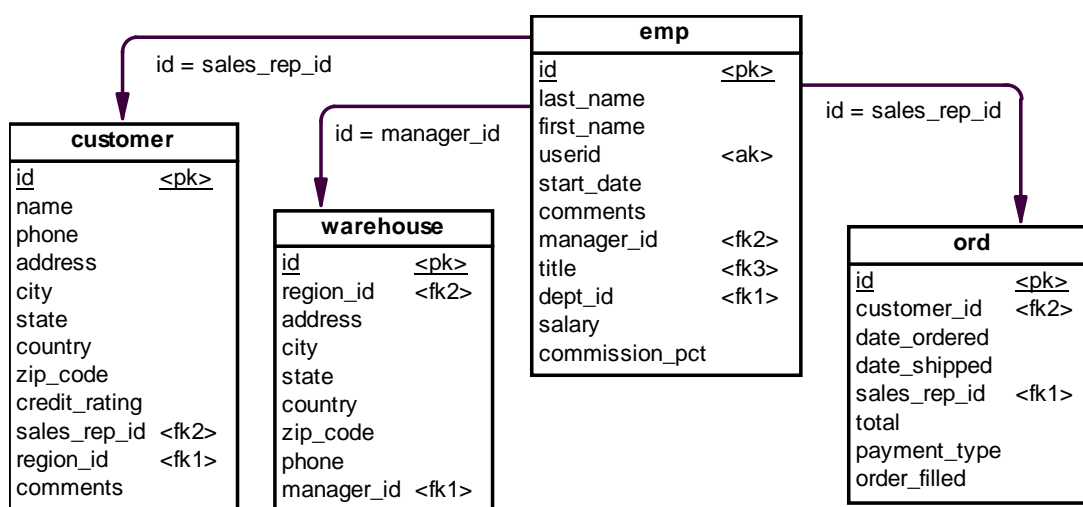 emp
id <pk>
last_name
first_name
userid <ak>
start_date
comments
manager_id <fk2>
title <fk3>
dept_id <fk1>
salary
commission_pct
id = sales_rep_id
id = manager_id
id = sales_rep_id
customer
id <pk>
name
phone
address
city
state
country
zip_code
credit_rating
sales_rep_id <fk2>
region_id <fk1>
comments
warehouse
id <pk>
region_id <fk2>
address
city
state
country
zip_code
phone
manager_id <fk1>
ord
id <pk>
customer_id <fk2>
date_ordered
date_shipped
sales_rep_id <fk1>
total
payment_type
order_filled